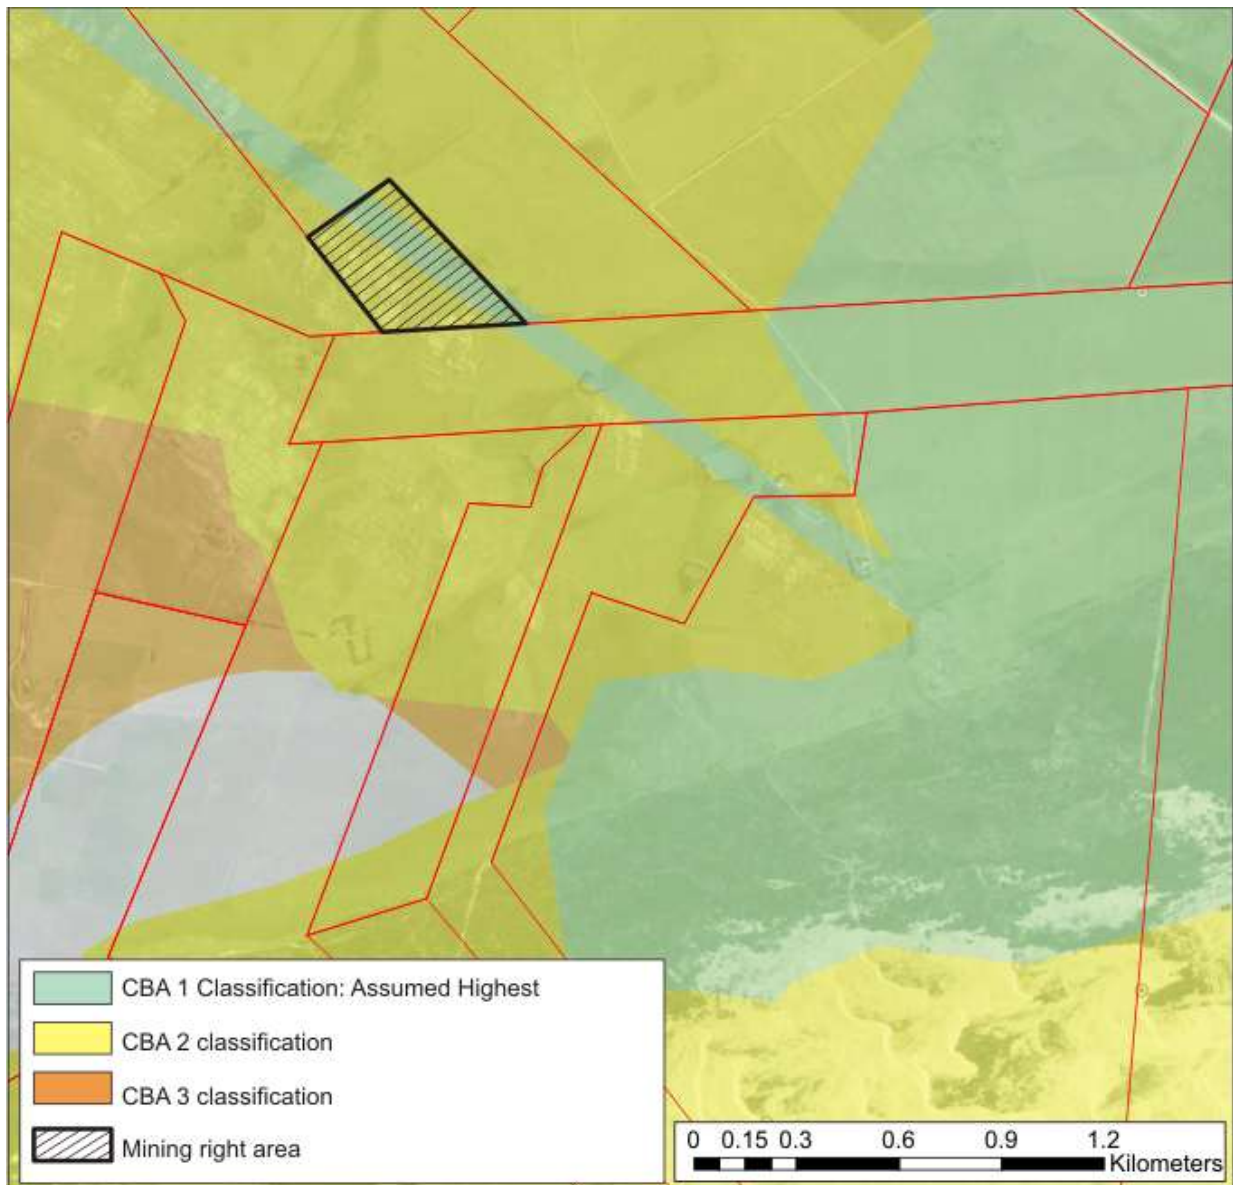 CBA 1 Classification: Assumed Highest
CBA 2 classification
CBA 3 classification
Mining right area
0 0.15 0.3 0.6 0.9 1.2
Kilometers